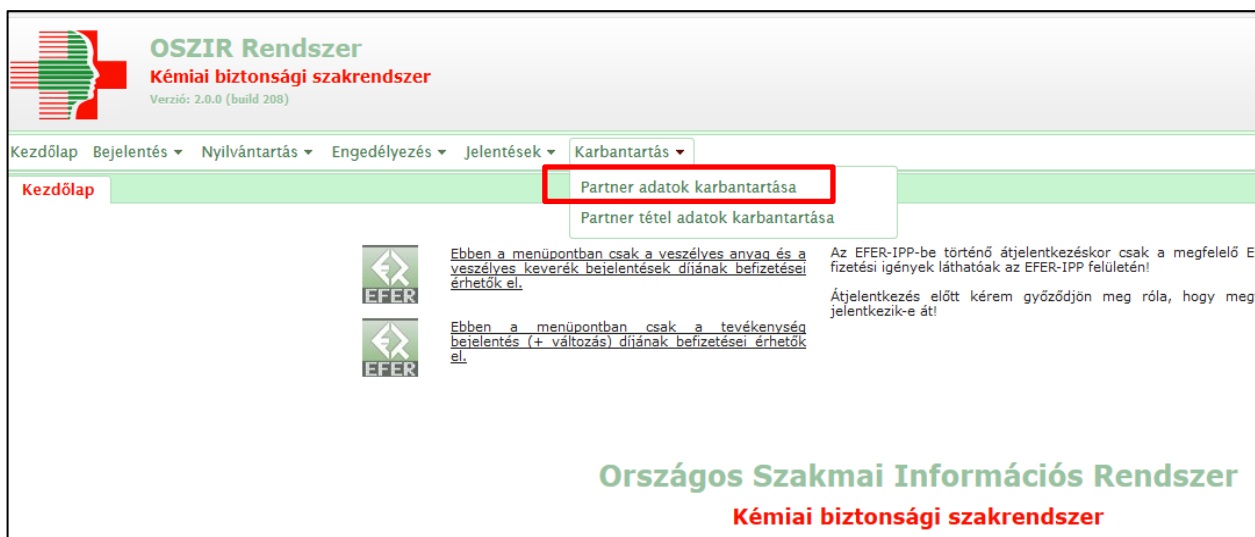 OSZIR Rendszer
Kémiai biztonsági szakrendszer
Verzió: 2.0.0 (build 208)
Kezdőlap Bejelentés Nyilvántartás Engedélyezés Jelentések Karbantartás
Kezdőlap
Partner adatok karbantartása
Partner tétel adatok karbantartása
EFER
Ebben a menüpontban csak a veszélyes anyag és a
veszélyes keverék bejelentések díjának befizetései
érhetők el.
EFER
Ebben a menüpontban csak a tevékenység
bejelentés (+ változás) díjának befizetései érhetők
el.
Az EFER-IPP-be történő átjelentkezéskor csak a megfelelő E
fizetési igények láthatóak az EFER-IPP felületén!
Átjelentkezés előtt kérem győződjön meg róla, hogy meg
jelentkezik-e át!
Országos Szakmai Információs Rendszer
Kémiai biztonsági szakrendszer